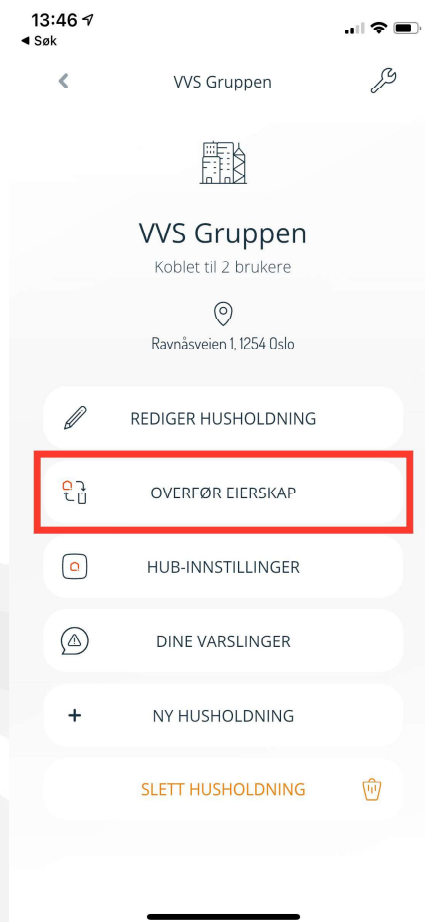 13:46
Søk
VVS Gruppen
VVS Gruppen
Koblet til 2 brukere
Ravnåsveien 1, 1254 Oslo
REDIGER HUSHOLDNING
OVERFØR EIERSKAP
HUB-INNSTILLINGER
DINE VARSLINGER
NY HUSHOLDNING
SLETT HUSHOLDNING